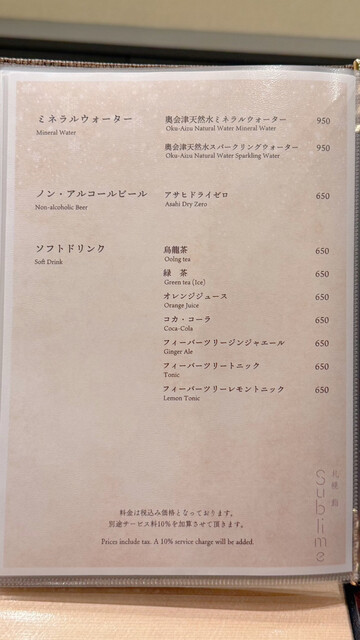 ミネラルウォーター 奥会津天然水ミネラルウォーター 950
Mineral Water Oku-Aizu Natural Water Mineral Water
奥会津天然水スパークリングウォーター 950
Oku-Aizu Natural Water Sparkling Water
ノン・アルコールビール アサヒドライゼロ 650
Non-alcoholic Beer Asahi Dry Zero
ソフトドリンク 烏龍茶 650
Soft Drink Oolng tea
緑 茶 650
Green tea (Ice)
オレンジジュース 650
Orange Juice
コカ・コーラ 650
Coca-Cola
フィーバーツリージンジャエール 650
Ginger Ale
フィーバーツリートニック 650
Tonic
フィーバーツリーレモントニック 650
Lemon Tonic
札幌 鮨
Sublime
料金は税込み価格となっております。
別途サービス料10%を加算させて頂きます。
Prices include tax. A 10% service charge will be added.